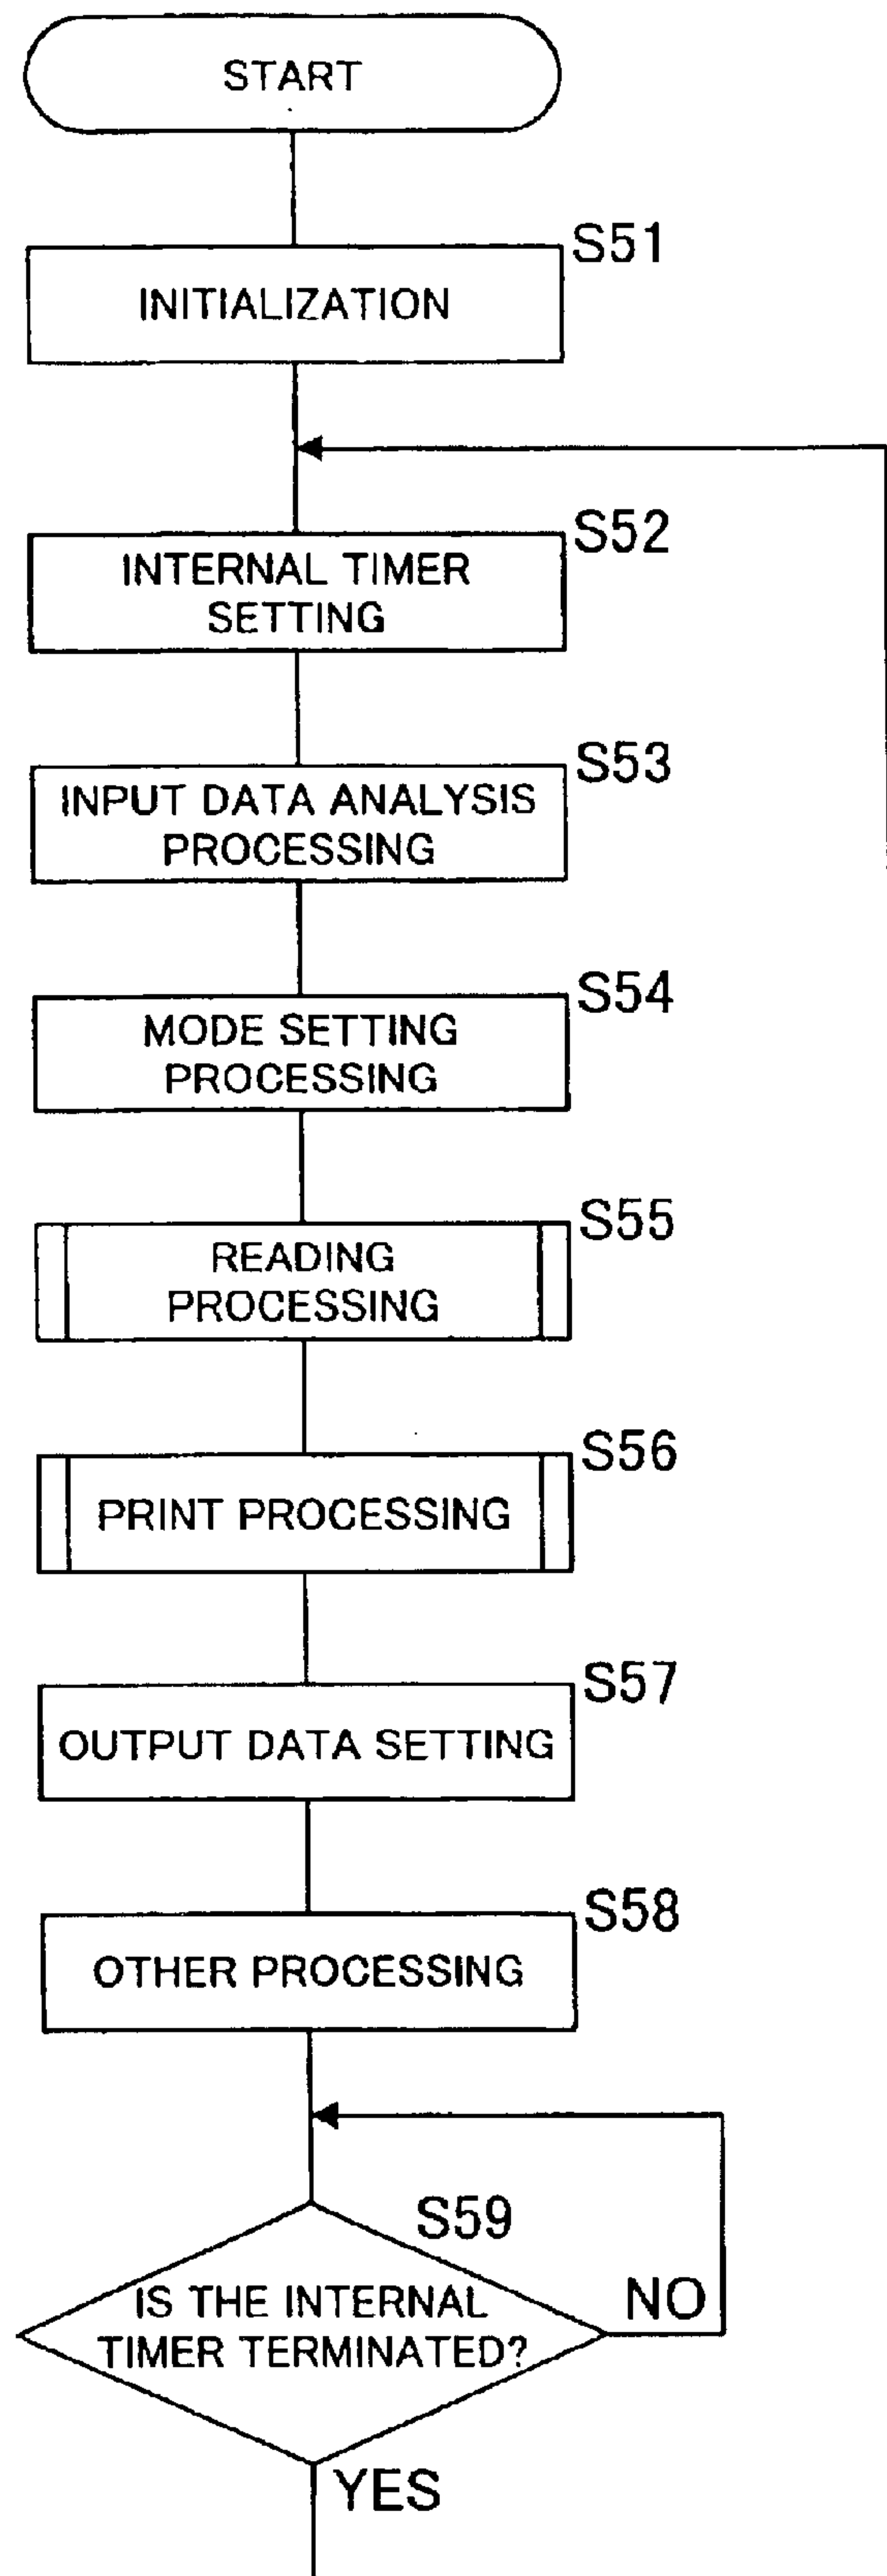 START
S51
INITIALIZATION
S52
INTERNAL TIMER
SETTING
S53
INPUT DATA ANALYSIS
PROCESSING
S54
MODE SETTING
PROCESSING
S55
READING
PROCESSING
S56
PRINT PROCESSING
S57
OUTPUT DATA SETTING
S58
OTHER PROCESSING
S59
IS THE INTERNAL
TIMER TERMINATED?
NO
YES